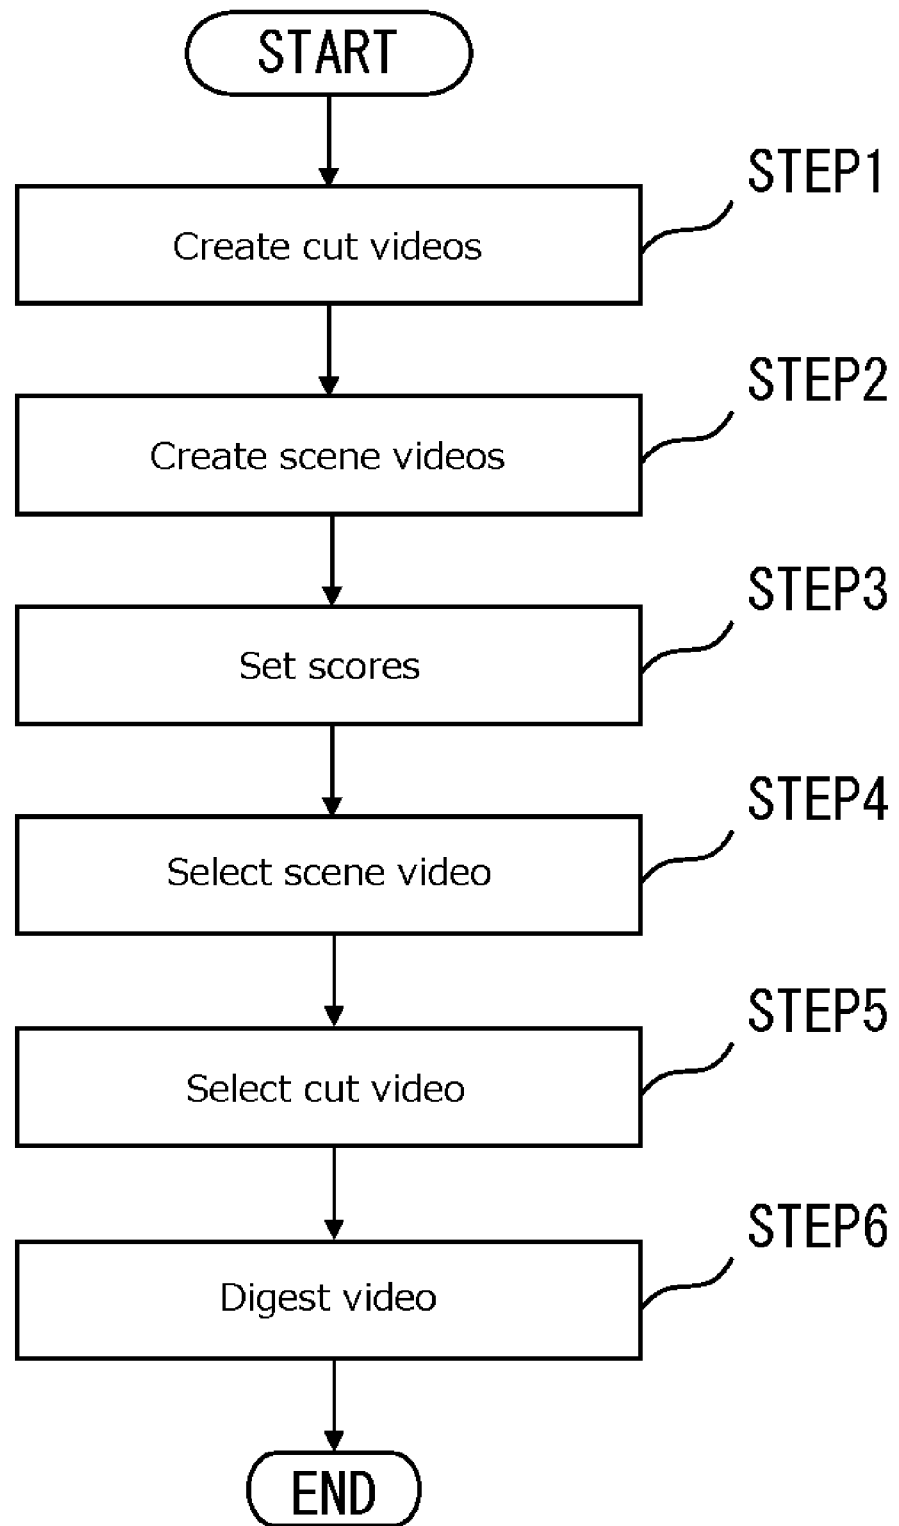 START
STEP1
Create cut videos
STEP2
Create scene videos
STEP3
Set scores
STEP4
Select scene video
STEP5
Select cut video
STEP6
Digest video
END